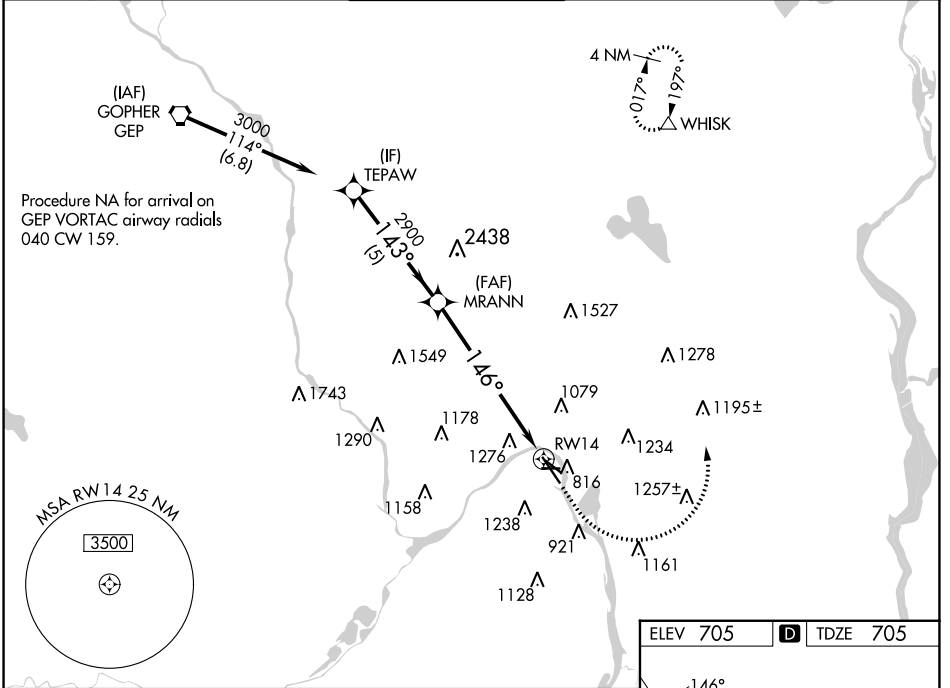 4 NM
017°
197°
WHISK
(IAF)
GOPHER
GEP
3000
114°
(6.8)
(IF)
TEPAW
Procedure NA for arrival on
GEP VORTAC airway radials
040 CW 159.
2900
143°
(5)
2438
(FAF)
MRANN
1527
1549
146°
1278
1743
1079
1195±
1290
1178
1276
RW14
1234
816
1158
1257±
1238
921
1161
1128
MSA RW14 25 NM
3500
ELEV 705 D TDZE 705
146°